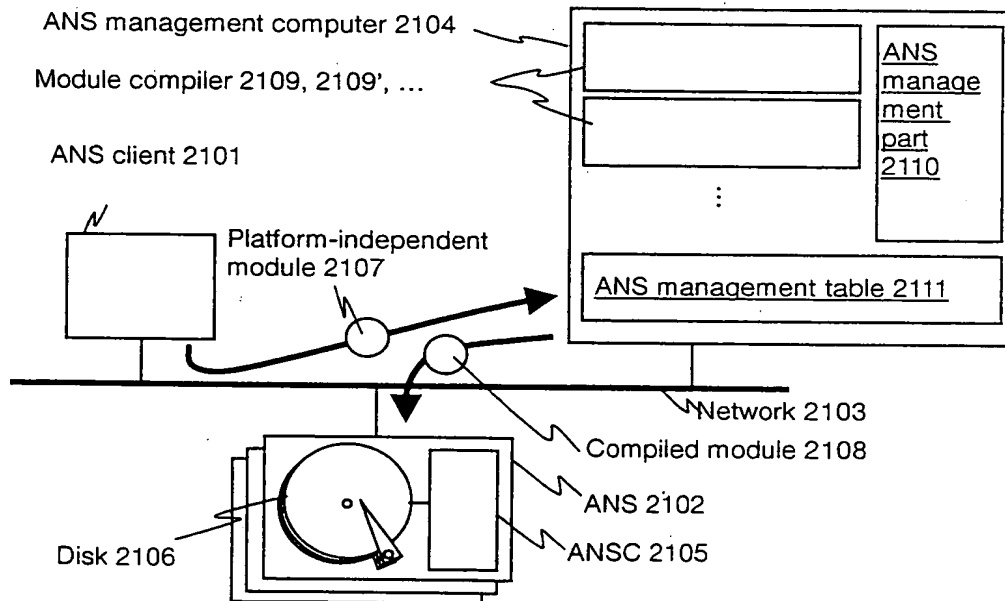 ANS management computer 2104
Module compiler 2109, 2109', ...
ANS
manage
ment
part
2110
ANS client 2101
Platform-independent
module 2107
ANS management table 2111
Network 2103
Compiled module 2108
ANS 2102
Disk 2106
ANSC 2105